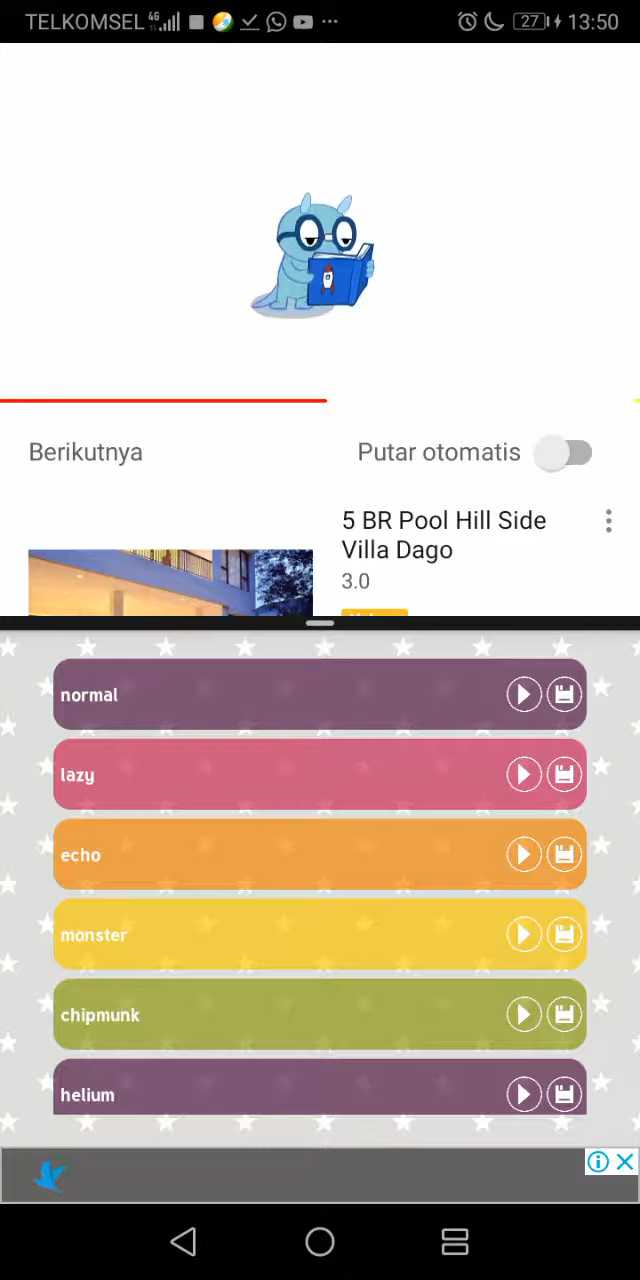 TELKOMSEL 4G 27 13:50
Berikutnya
Putar otomatis
5 BR Pool Hill Side
Villa Dago
3.0
normal
lazy
echo
monster
chipmunk
helium